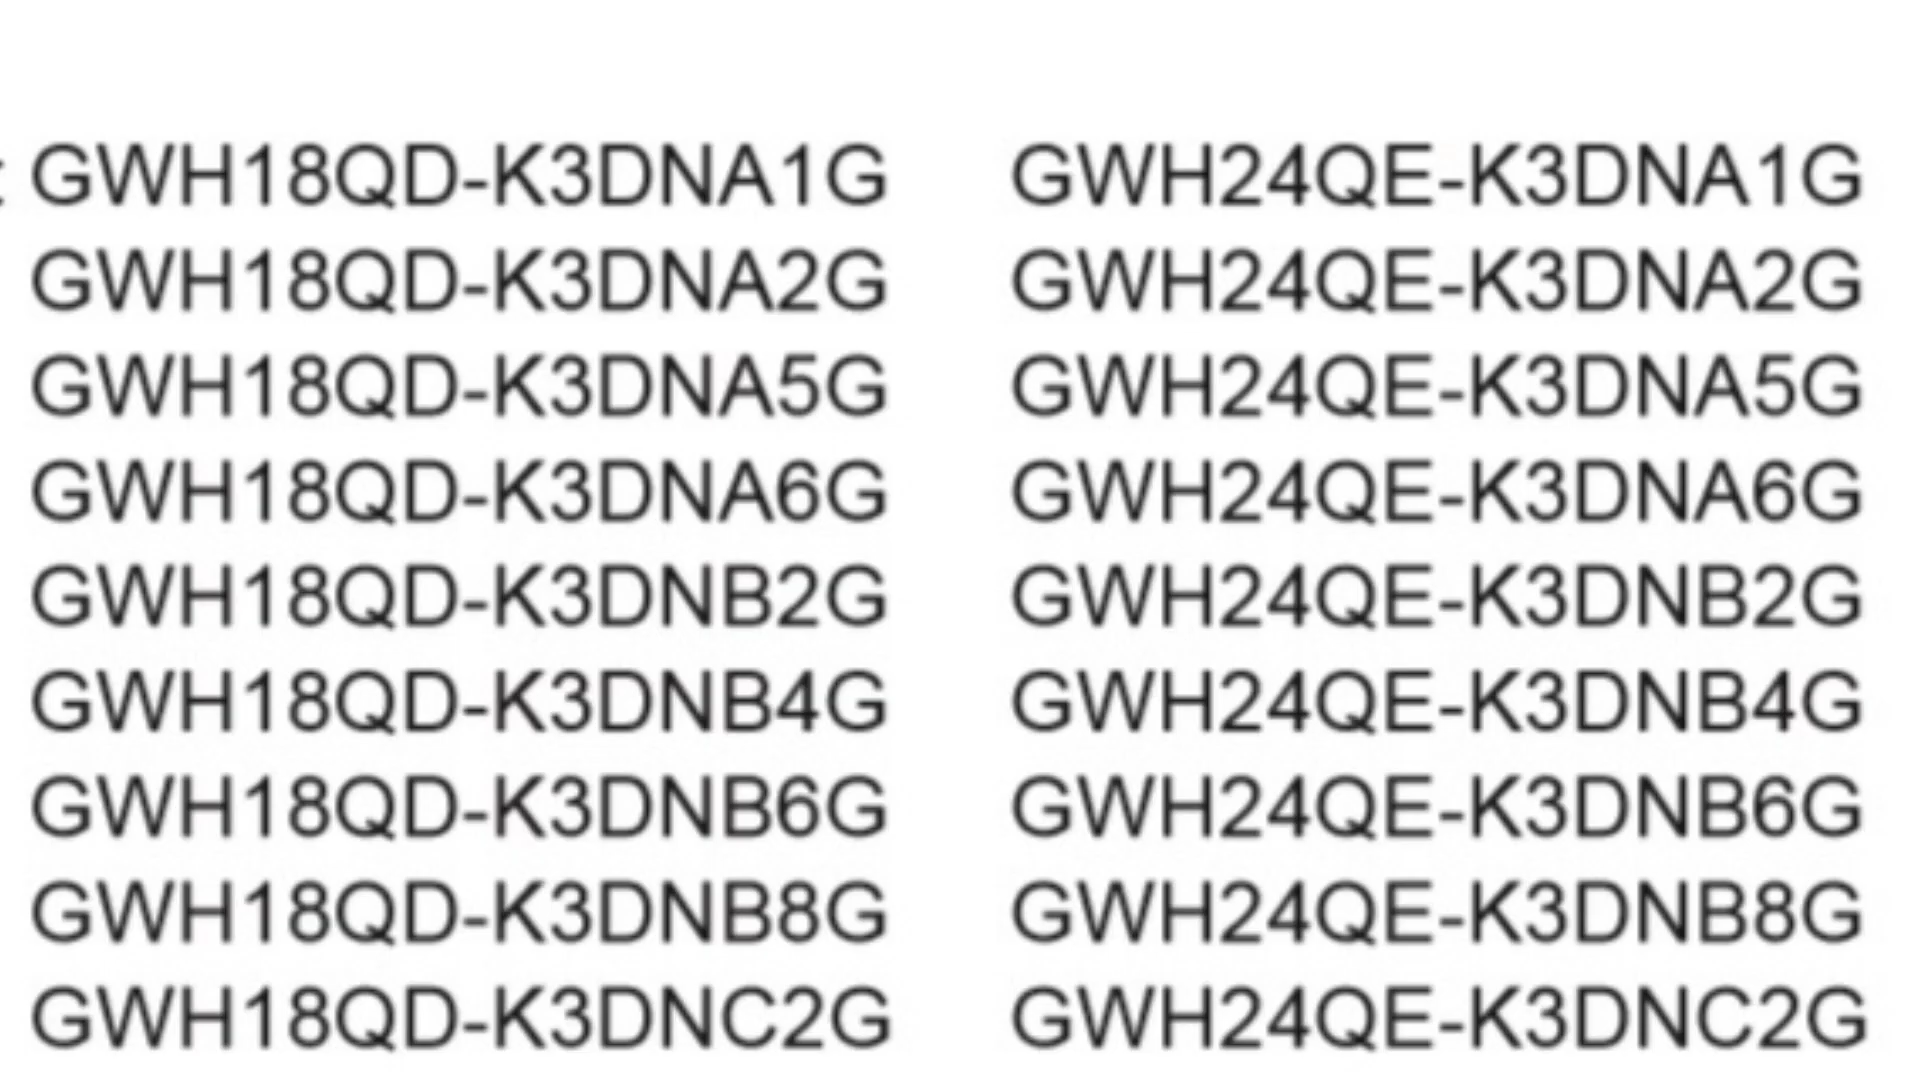 GWH18QD-K3DNA1G GWH24QE-K3DNA1G
GWH18QD-K3DNA2G GWH24QE-K3DNA2G
GWH18QD-K3DNA5G GWH24QE-K3DNA5G
GWH18QD-K3DNA6G GWH24QE-K3DNA6G
GWH18QD-K3DNB2G GWH24QE-K3DNB2G
GWH18QD-K3DNB4G GWH24QE-K3DNB4G
GWH18QD-K3DNB6G GWH24QE-K3DNB6G
GWH18QD-K3DNB8G GWH24QE-K3DNB8G
GWH18QD-K3DNC2G GWH24QE-K3DNC2G